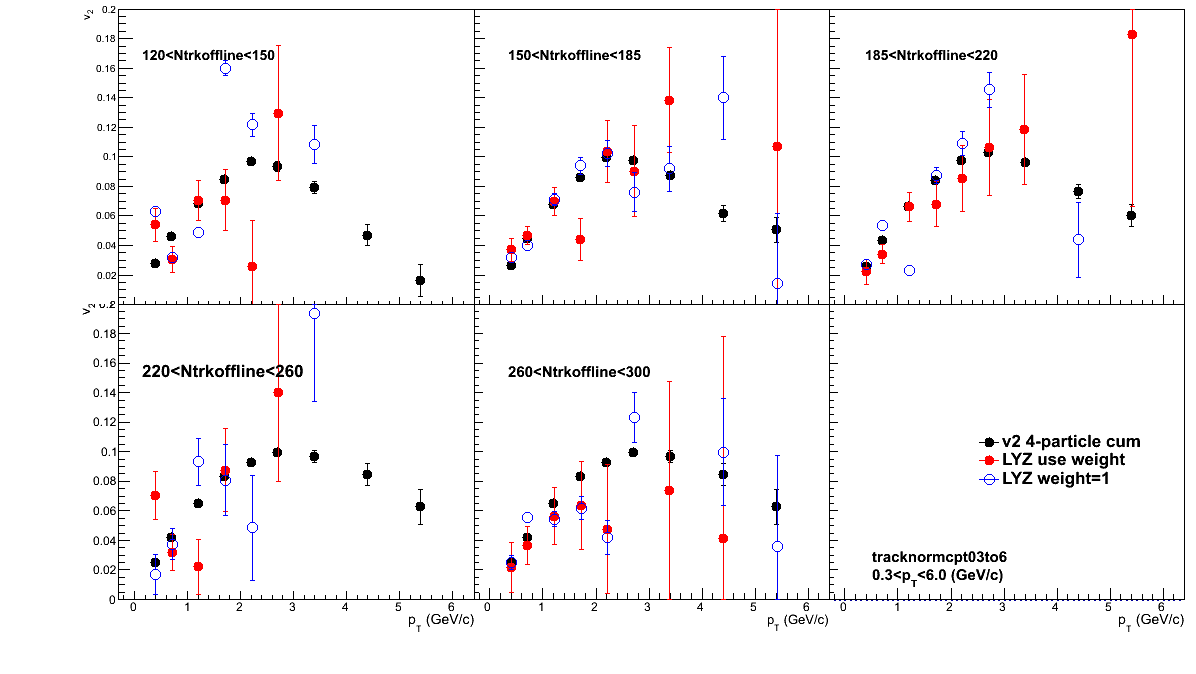 v2
0.2
0.18
0.16
0.14
0.12
0.1
0.08
0.06
0.04
0.02
120<Ntrkoffline<150
150<Ntrkoffline<185
185<Ntrkoffline<220
v2
0.18
0.16
0.14
0.12
0.1
0.08
0.06
0.04
0.02
0
220<Ntrkoffline<260
260<Ntrkoffline<300
v2 4-particle cum
LYZ use weight
LYZ weight=1
tracknormcpt03to6
0.3<pT<6.0 (GeV/c)
0 1 2 3 4 5 6
0 1 2 3 4 5 6
0 1 2 3 4 5 6
pT (GeV/c)
pT (GeV/c)
pT (GeV/c)